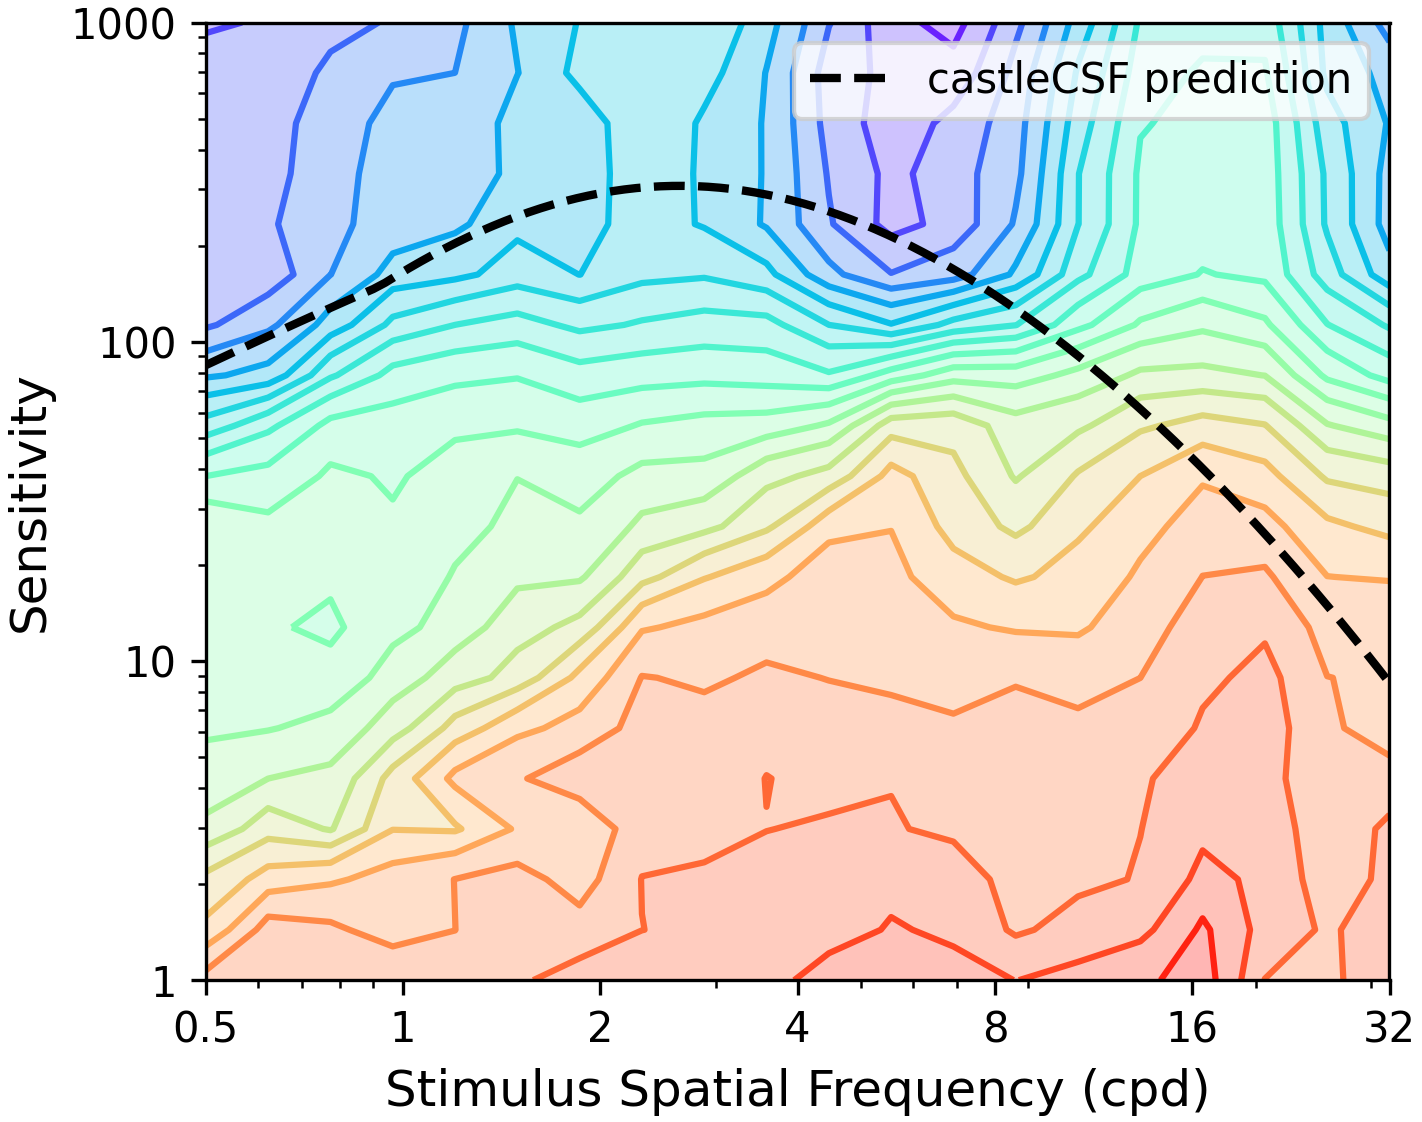 1000
castleCSF prediction
100
Sensitivity
10
1
0.5 1 2 4 8 16 32
Stimulus Spatial Frequency (cpd)